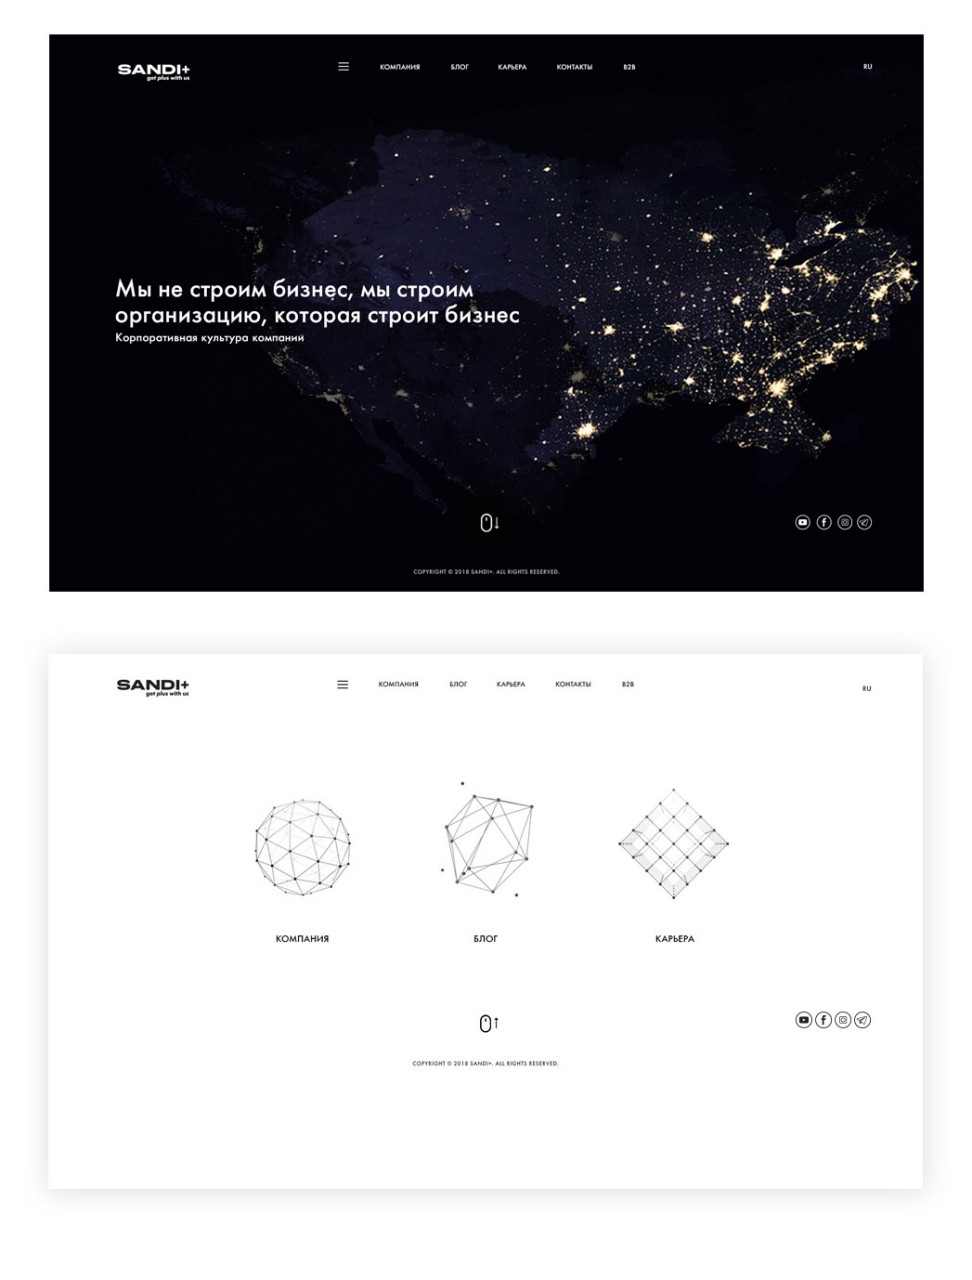 SANDI+
get plus with us
КОМПАНИЯ БЛОГ КАРЬЕРА КОНТАКТЫ B2B
RU
Мы не строим бизнес, мы строим
организацию, которая строит бизнес
Корпоративная культура компании
COPYRIGHT © 2018 SANDI+. ALL RIGHTS RESERVED.
SANDI+
get plus with us
КОМПАНИЯ БЛОГ КАРЬЕРА КОНТАКТЫ B2B
RU
КОМПАНИЯ БЛОГ КАРЬЕРА
COPYRIGHT © 2018 SANDI+. ALL RIGHTS RESERVED.